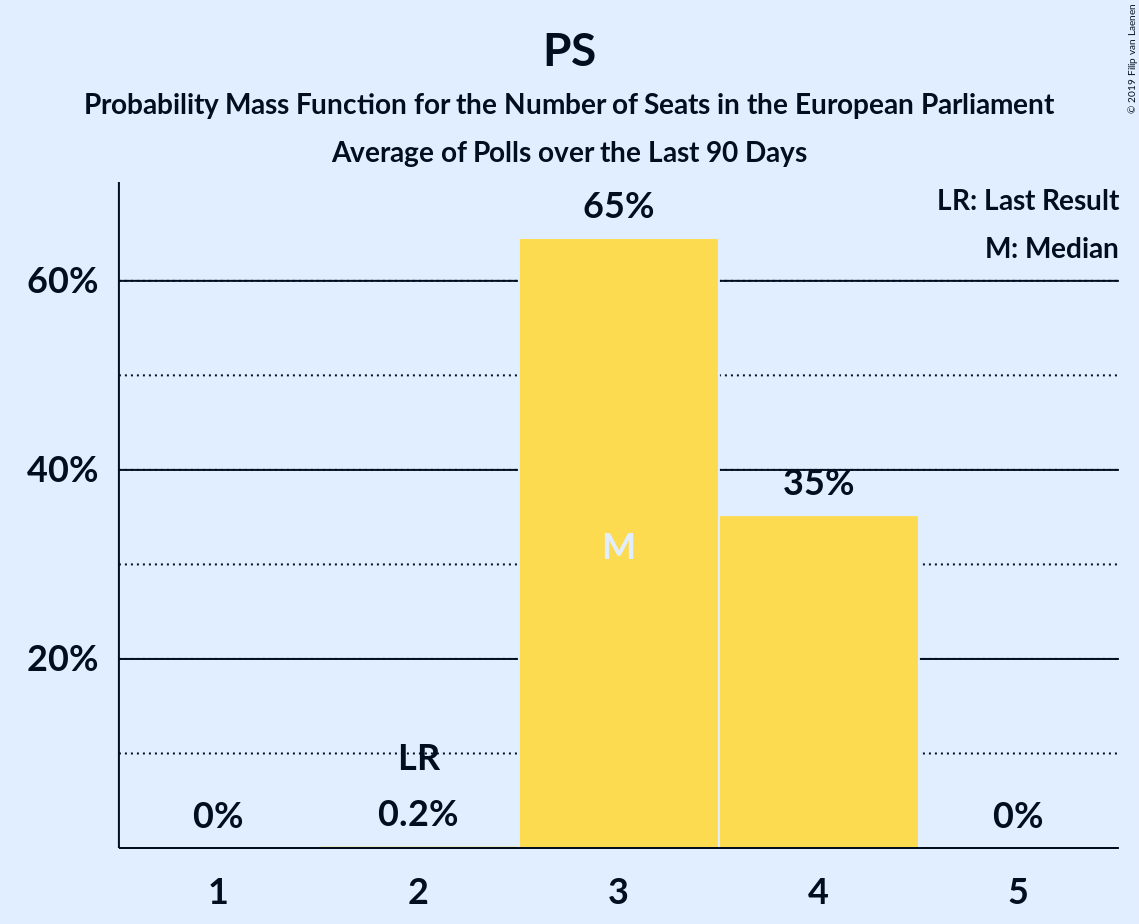 PS
Probability Mass Function for the Number of Seats in the European Parliament
Average of Polls over the Last 90 Days
© 2019 Filip van Laenen
LR: Last Result
M: Median
65%
60%
40%
35%
M
20%
LR
0%
0.2%
0%
1
2
3
4
5